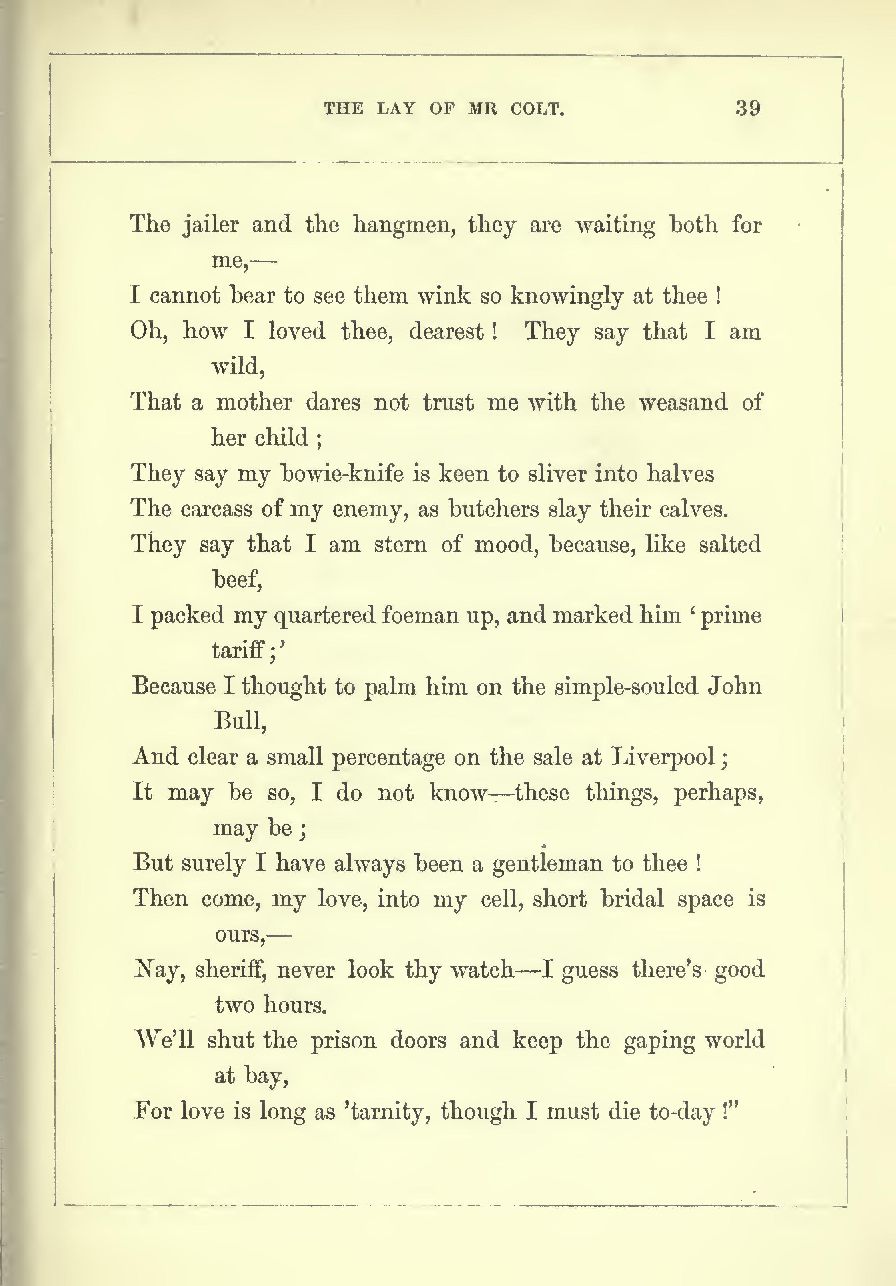 THE LAY OF MR COLT. 39
The jailer and the hangmen, they are waiting both for
me,—
I cannot bear to see them wink so knowingly at thee !
Oh, how I loved thee, dearest ! They say that I am
wild,
That a mother dares not trust me with the weasand of
her child ;
They say my bowie-knife is keen to sliver into halves
The carcass of my enemy, as butchers slay their calves.
They say that I am stern of mood, because, like salted
beef,
I packed my quartered foeman up, and marked him ‘ prime
tariff ; ’
Because I thought to palm him on the simple-souled John
Bull,
And clear a small percentage on the sale at Liverpool ;
It may be so, I do not know—these things, perhaps,
may be ;
But surely I have always been a gentleman to thee !
Then come, my love, into my cell, short bridal space is
ours,—
Nay, sheriff, never look thy watch—I guess there’s good
two hours.
We’ll shut the prison doors and keep the gaping world
at bay,
For love is long as ’tarnity, though I must die to-day !”